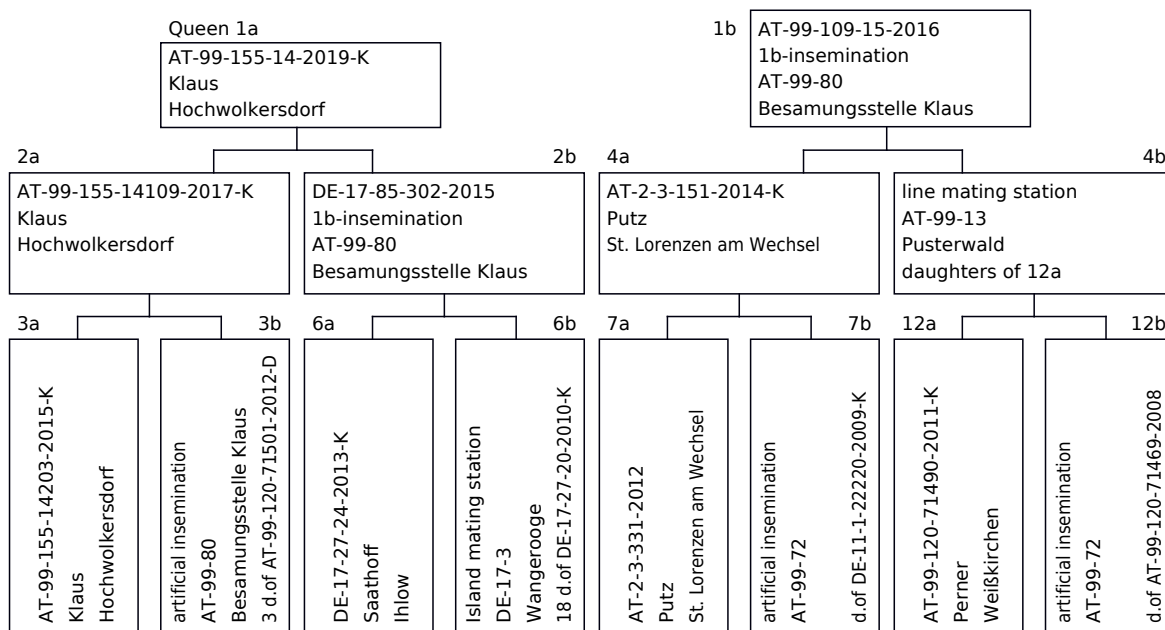 Queen 1a
AT-99-155-14-2019-K
Klaus
Hochwolkersdorf
1b
AT-99-109-15-2016
1b-insemination
AT-99-80
Besamungsstelle Klaus
2a
AT-99-155-14109-2017-K
Klaus
Hochwolkersdorf
2b
DE-17-85-302-2015
1b-insemination
AT-99-80
Besamungsstelle Klaus
4a
AT-2-3-151-2014-K
Putz
St. Lorenzen am Wechsel
4b
line mating station
AT-99-13
Pusterwald
daughters of 12a
3a
AT-99-155-14203-2015-K
Klaus
Hochwolkersdorf
3b
artificial insemination
AT-99-80
Besamungsstelle Klaus
3 d.of AT-99-120-71501-2012-D
6a
DE-17-27-24-2013-K
Saathoff
Ihlow
6b
Island mating station
DE-17-3
Wangerooge
18 d.of DE-17-27-20-2010-K
7a
AT-2-3-331-2012
Putz
St. Lorenzen am Wechsel
7b
artificial insemination
AT-99-72
d.of DE-11-1-22220-2009-K
12a
AT-99-120-71490-2011-K
Perner
Weißkirchen
12b
artificial insemination
AT-99-72
d.of AT-99-120-71469-2008